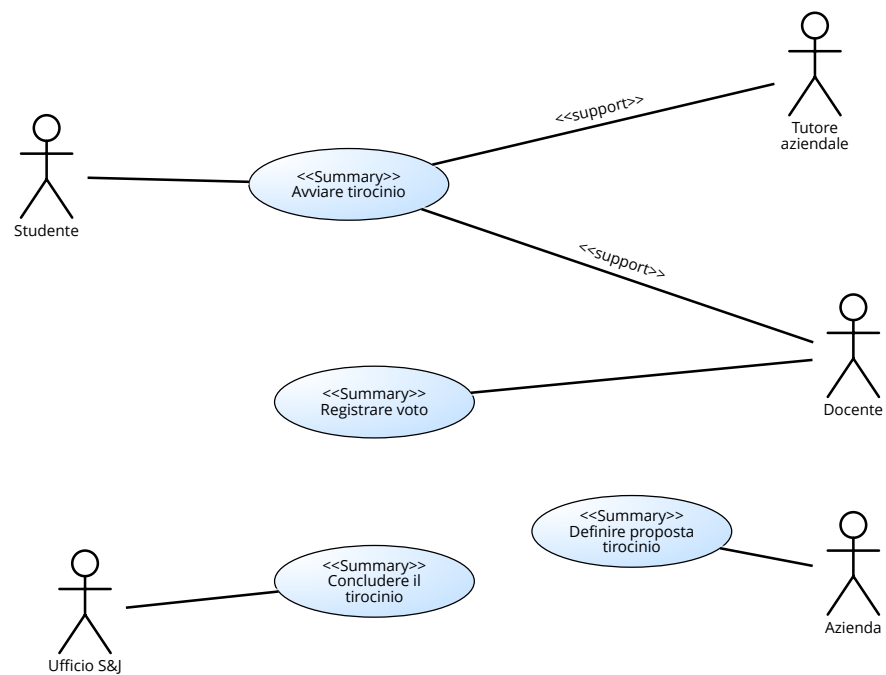 <<support>>
Tutore
aziendale
<<Summary>>
Avviare tirocinio
Studente
<<support>>
<<Summary>>
Registrare voto
Docente
<<Summary>>
Definire proposta
tirocinio
<<Summary>>
Concludere il
tirocinio
Azienda
Ufficio S&J